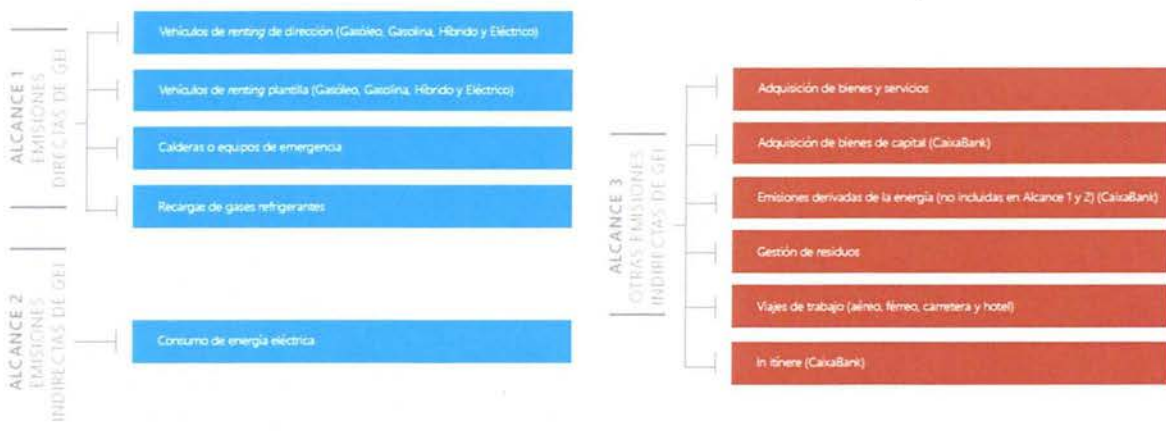 ALCANCE 1
EMISIONES
DIRECTAS DE GEI
Vehículos de renting de dirección (Gasóleo, Gasolina, Híbrido y Eléctrico)
Vehículos de renting plantilla (Gasóleo, Gasolina, Híbrido y Eléctrico)
Calderas o equipos de emergencia
Recargas de gases refrigerantes
ALCANCE 2
EMISIONES
INDIRECTAS DE GEI
Consumo de energía eléctrica
ALCANCE 3
OTRAS EMISIONES
INDIRECTAS DE GEI
Adquisición de bienes y servicios
Adquisición de bienes de capital (CaixaBank)
Emisiones derivadas de la energía (no incluidas en Alcance 1 y 2) (CaixaBank)
Gestión de residuos
Viajes de trabajo (aéreo, férreo, carretera y hotel)
In itínere (CaixaBank)